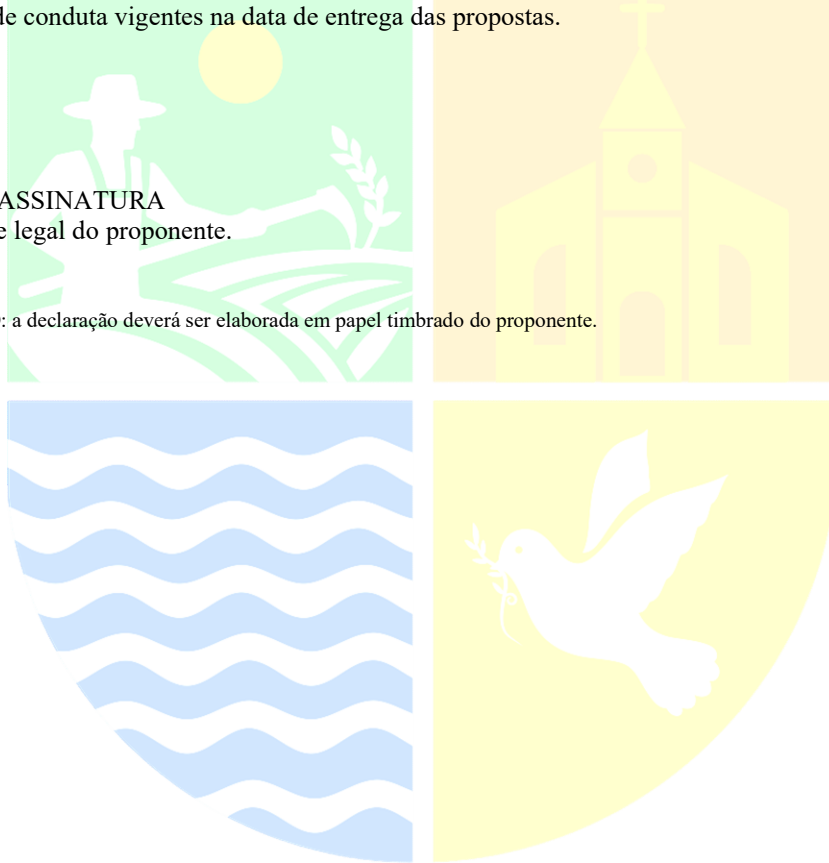 de conduta vigentes na data de entrega das propostas.
ASSINATURA
e legal do proponente.
: a declaração deverá ser elaborada em papel timbrado do proponente.